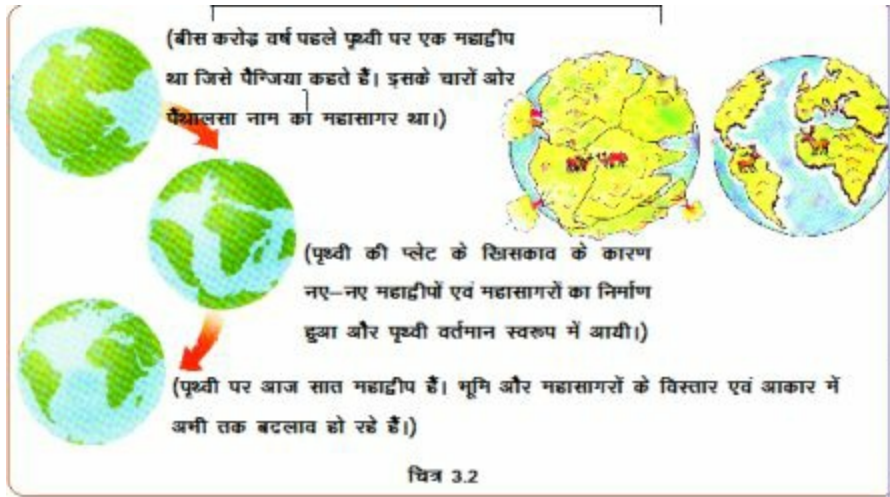 (बीस करोड़ वर्ष पहले पृथ्वी पर एक महाद्वीप
था जिसे पैन्जिया कहते हैं। इसके चारों ओर
पैंथालसा नाम का महासागर था।)
(पृथ्वी की प्लेट के खिसकाव के कारण
नए–नए महाद्वीपों एवं महासागरों का निर्माण
हुआ और पृथ्वी वर्तमान स्वरूप में आयी।)
(पृथ्वी पर आज सात महाद्वीप हैं। भूमि और महासागरों के विस्तार एवं आकार में
अभी तक बदलाव हो रहे हैं।)
चित्र 3.2